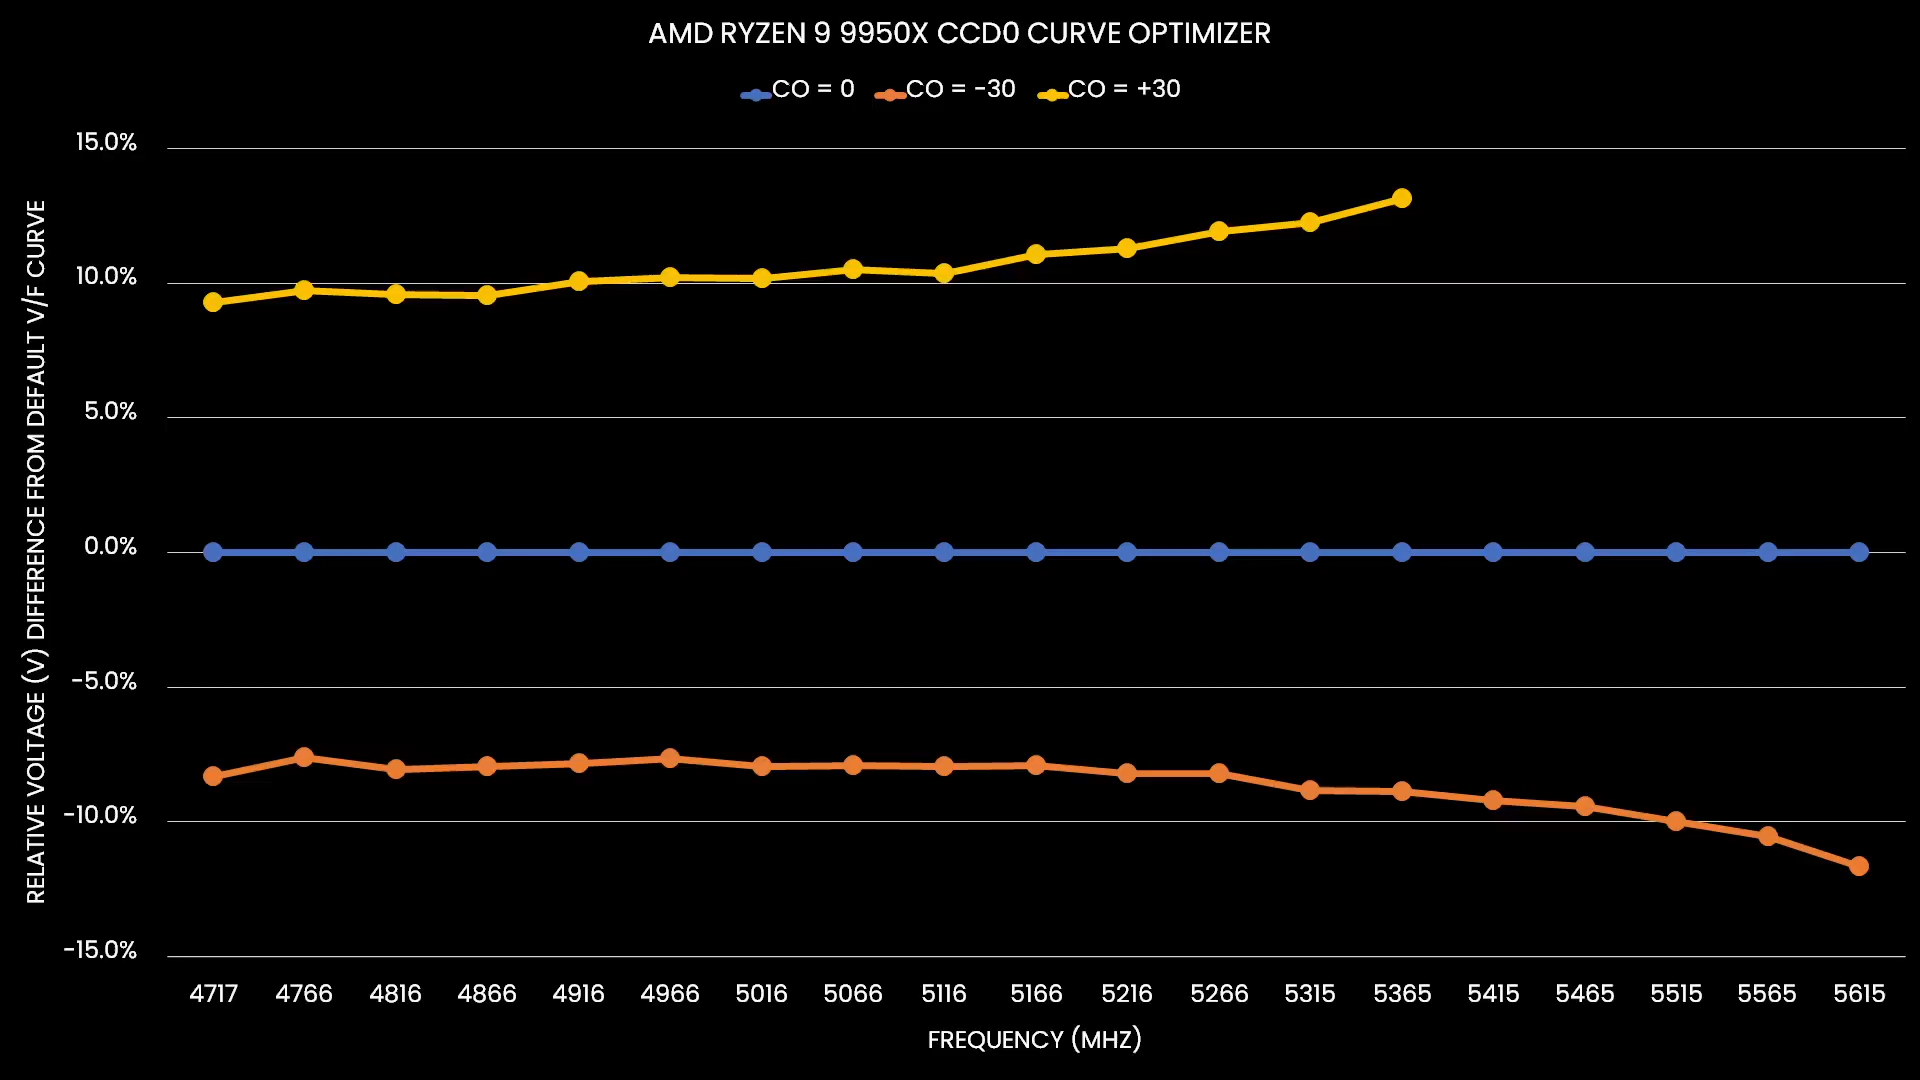 AMD RYZEN 9 9950X CCD0 CURVE OPTIMIZER
CO = 0 CO = -30 CO = +30
RELATIVE VOLTAGE (V) DIFFERENCE FROM DEFAULT V/F CURVE
15.0%
10.0%
5.0%
0.0%
-5.0%
-10.0%
-15.0%
4717 4766 4816 4866 4916 4966 5016 5066 5116 5166 5216 5266 5315 5365 5415 5465 5515 5565 5615
FREQUENCY (MHZ)